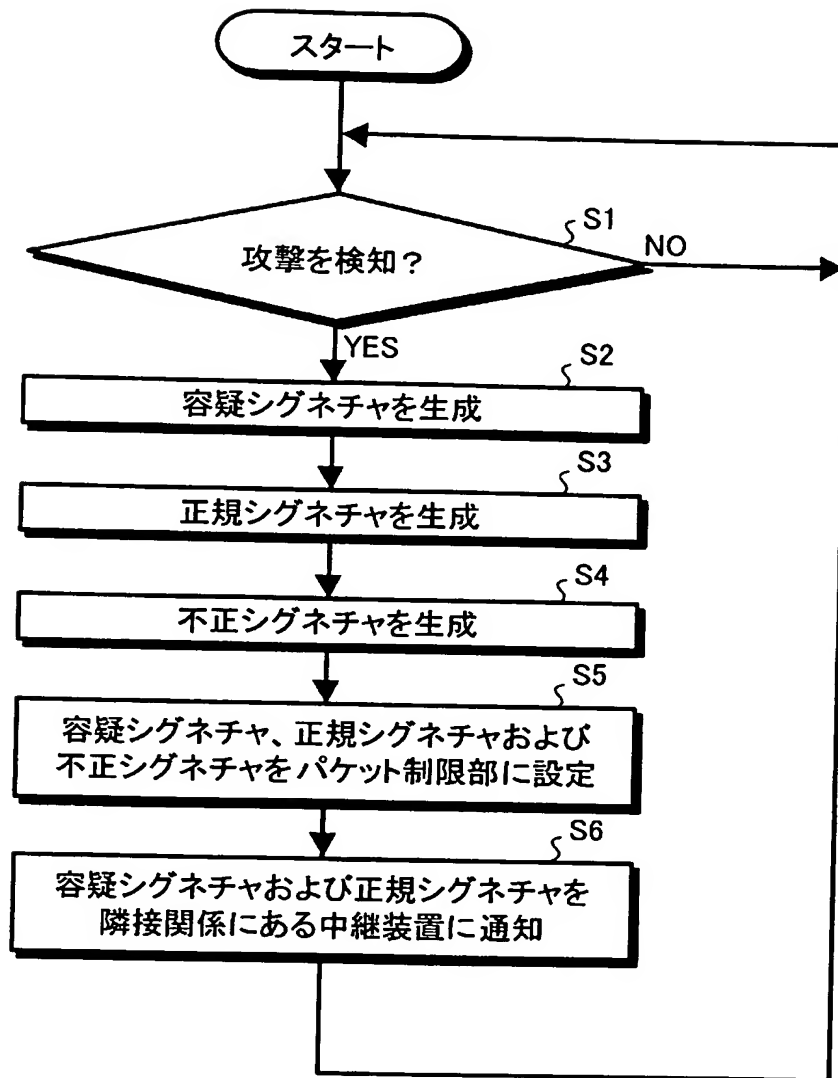 スタート
S1
攻撃を検知?
NO
YES
S2
容疑シグネチャを生成
S3
正規シグネチャを生成
S4
不正シグネチャを生成
S5
容疑シグネチャ、正規シグネチャおよび
不正シグネチャをパケット制限部に設定
S6
容疑シグネチャおよび正規シグネチャを
隣接関係にある中継装置に通知